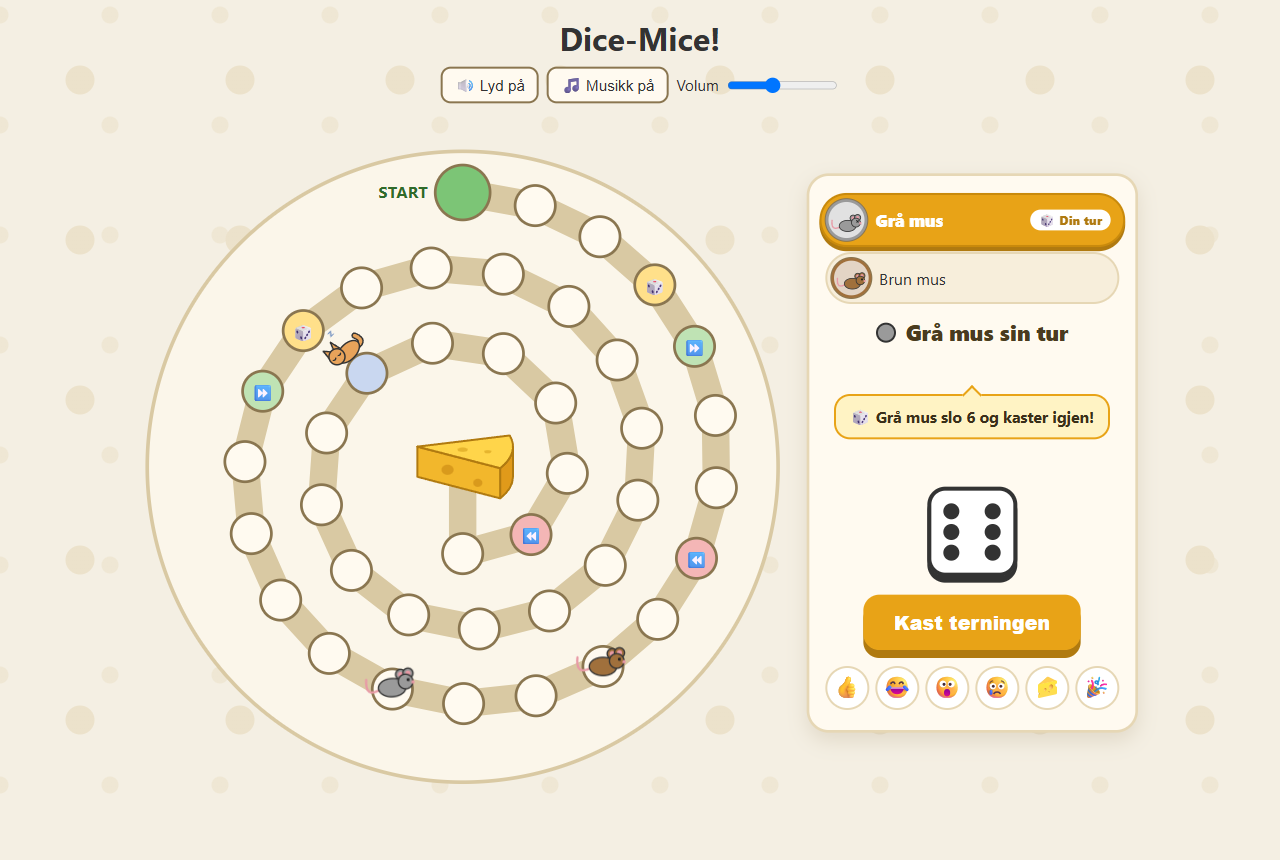 Dice-Mice!
Lyd på
Musikk på
Volum
START
Grå mus
Din tur
Brun mus
Grå mus sin tur
Grå mus slo 6 og kaster igjen!
Kast terningen